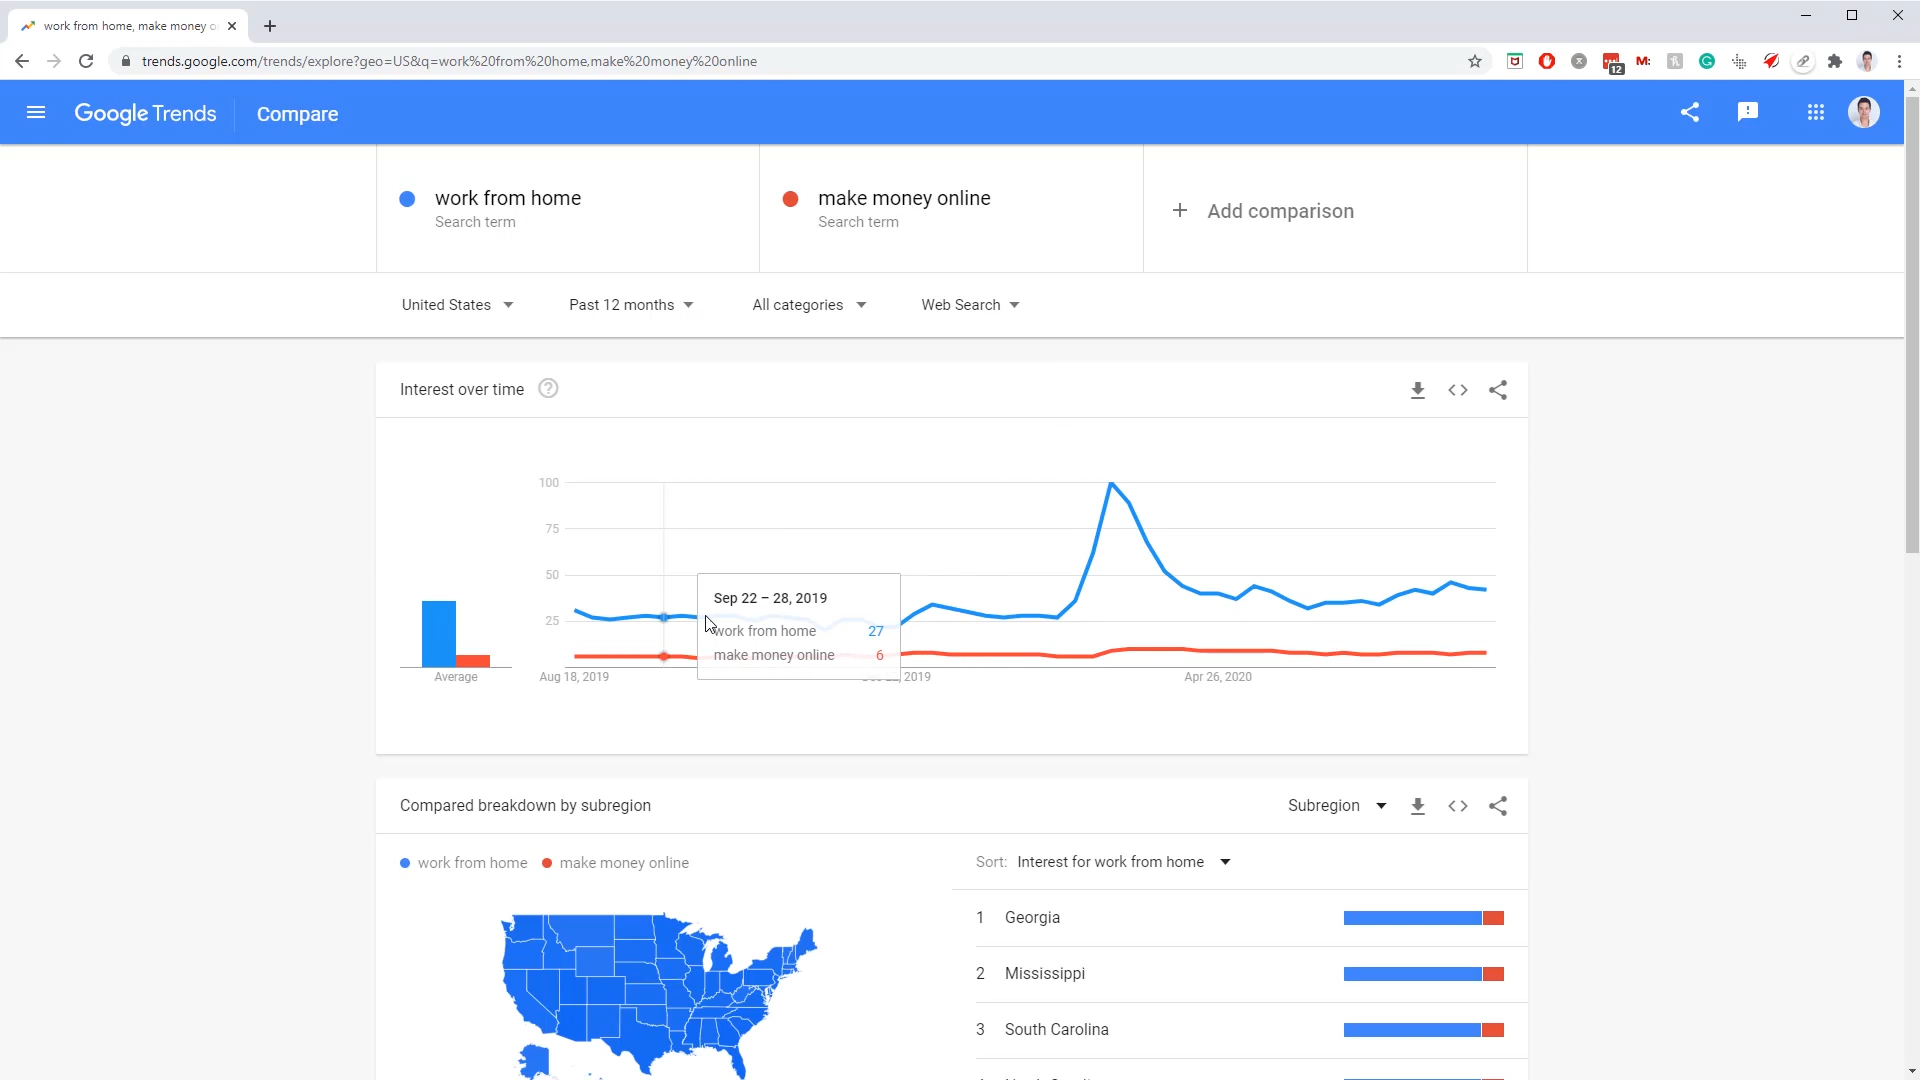 work from home, make money o
trends.google.com/trends/explore?geo=US&q=work%20from%20home,make%20money%20online
12
M:
Google Trends
Compare
work from home
Search term
make money online
Search term
+ Add comparison
United States
Past 12 months
All categories
Web Search
Interest over time
100
75
50
25
Average
Aug 18, 2019
2019
Apr 26, 2020
Sep 22 – 28, 2019
work from home 27
make money online 6
Compared breakdown by subregion
Subregion
work from home
make money online
Sort: Interest for work from home
1 Georgia
2 Mississippi
3 South Carolina